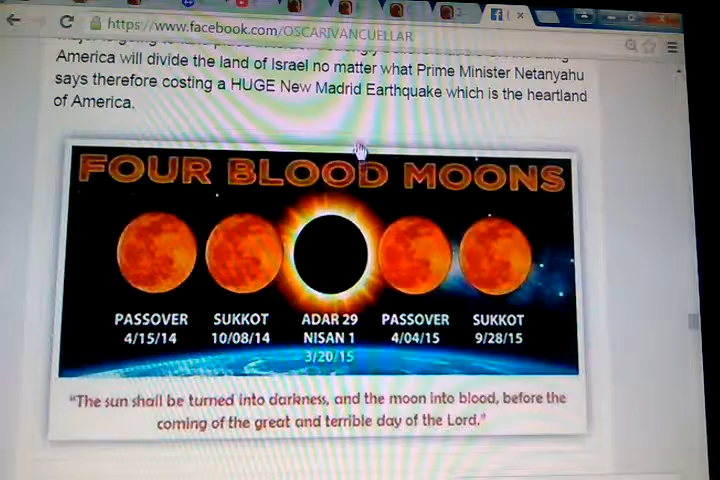 https://www.facebook.com/OSCARIVANCUELLAR
America will divide the land of Israel no matter what Prime Minister Netanyahu
says therefore costing a HUGE New Madrid Earthquake which is the heartland
of America.
FOUR BLOOD MOONS
PASSOVER SUKKOT ADAR 29 PASSOVER SUKKOT
4/15/14 10/08/14 NISAN 1 4/04/15 9/28/15
3/20/15
"The sun shall be turned into darkness, and the moon into blood, before the
coming of the great and terrible day of the Lord."